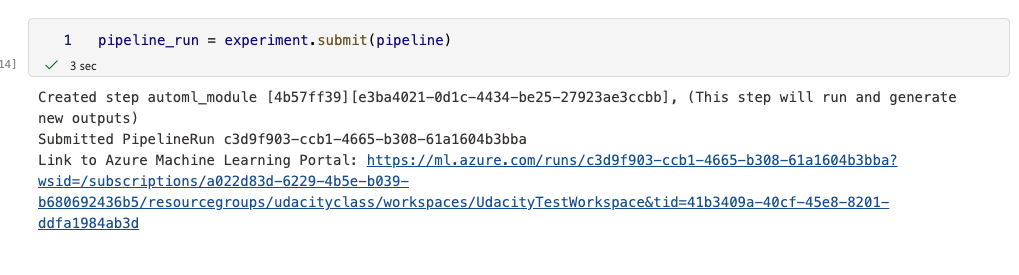 1 pipeline_run = experiment.submit(pipeline)
14]
3 sec
Created step automl_module [4b57ff39][e3ba4021-0d1c-4434-be25-27923ae3ccbb], (This step will run and generate
new outputs)
Submitted PipelineRun c3d9f903-ccb1-4665-b308-61a1604b3bba
Link to Azure Machine Learning Portal: https://ml.azure.com/runs/c3d9f903-ccb1-4665-b308-61a1604b3bba?
wsid=/subscriptions/a022d83d-6229-4b5e-b039-
b680692436b5/resourcegroups/udacityclass/workspaces/UdacityTestWorkspace&tid=41b3409a-40cf-45e8-8201-
ddfa1984ab3d